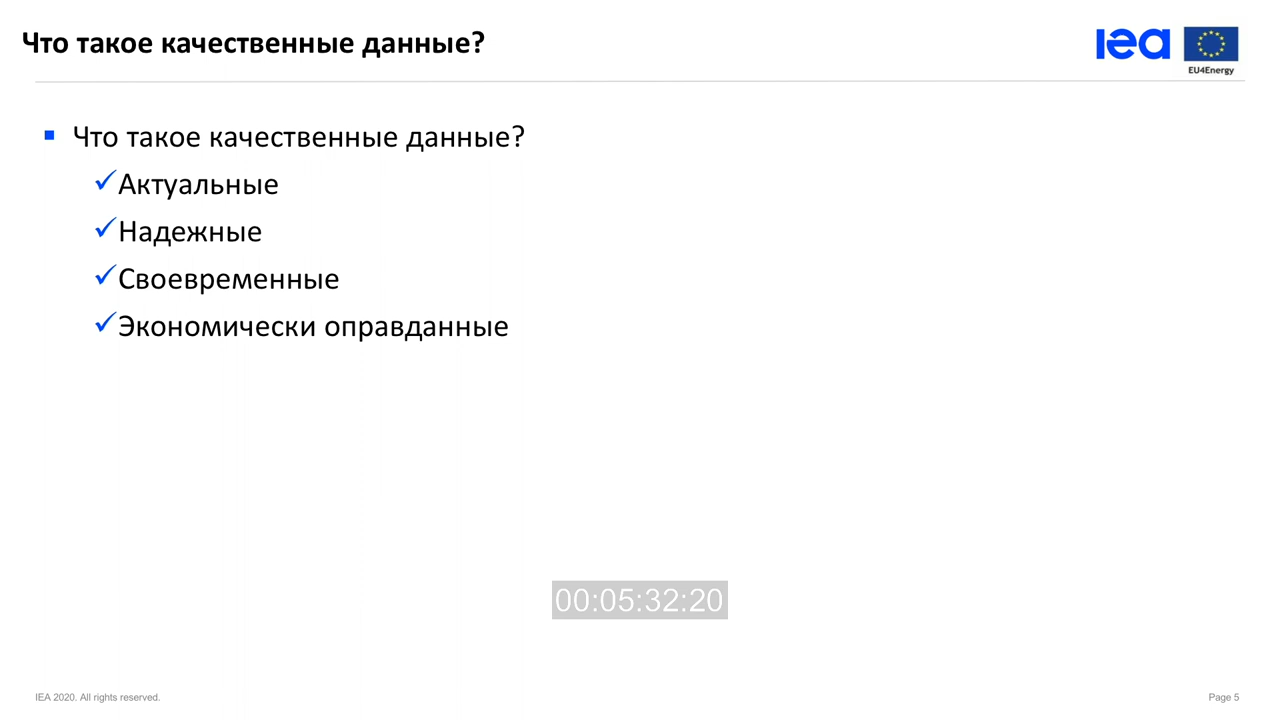 Что такое качественные данные?
iea
EU4Energy
Что такое качественные данные?
Актуальные
Надежные
Своевременные
Экономически оправданные
00:05:32:20
IEA 2020. All rights reserved.
Page 5